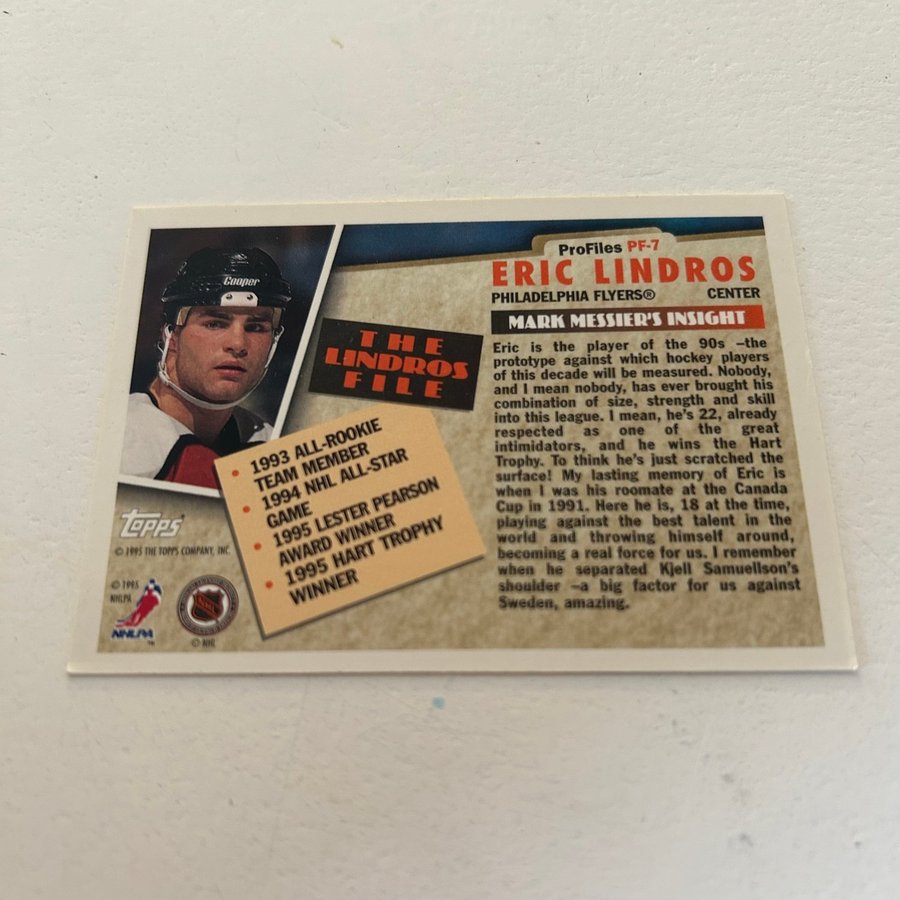 Cooper
ProFiles PF-7
ERIC LINDROS
PHILADELPHIA FLYERS® CENTER
MARK MESSIER'S INSIGHT
Eric is the player of the 90s –the
prototype against which hockey players
of this decade will be measured. Nobody,
and I mean nobody, has ever brought his
combination of size, strength and skill
into this league. I mean, he's 22, already
respected as one of the great
intimidators, and he wins the Hart
Trophy. To think he's just scratched the
surface! My lasting memory of Eric is
when I was his roomate at the Canada
Cup in 1991. Here he is, 18 at the time,
playing against the best talent in the
world and throwing himself around,
becoming a real force for us. I remember
when he separated Kjell Samuellson's
shoulder –a big factor for us against
Sweden, amazing.
THE
LINDROS
FILE
• 1993 ALL-ROOKIE
TEAM MEMBER
• 1994 NHL ALL-STAR
GAME
• 1995 LESTER PEARSON
AWARD WINNER
• 1995 HART TROPHY
WINNER
TOPPS®
© 1995 THE TOPPS COMPANY, INC.
© 1995
NHLPA
NHLPA
™
NHL
© NHL